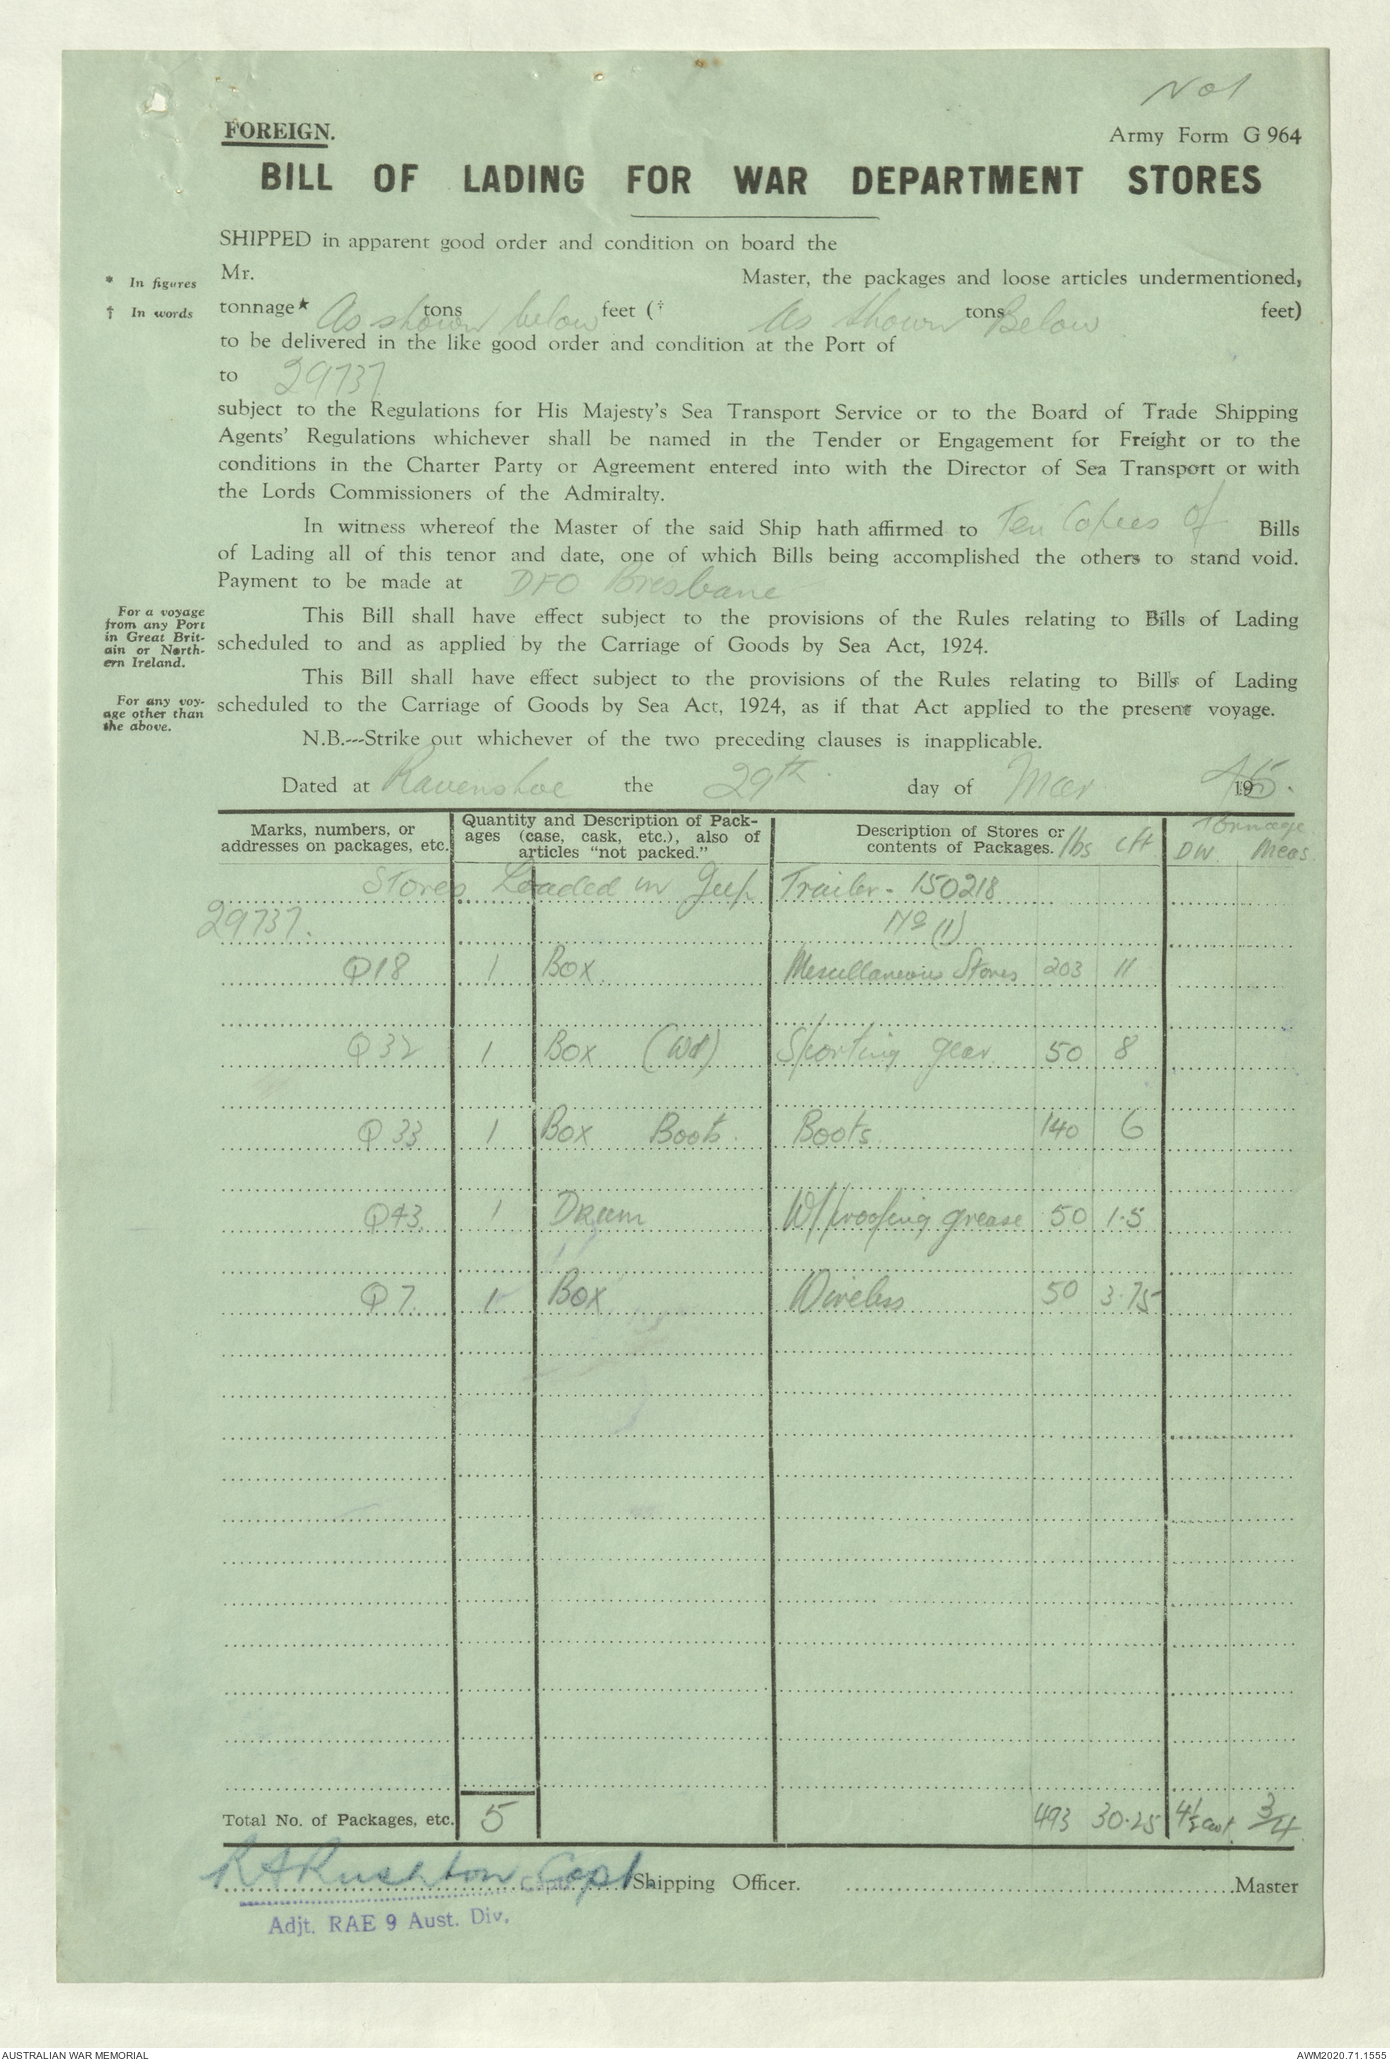 No 1
FOREIGN.
Army Form G 964
BILL OF LADING FOR WAR DEPARTMENT STORES
SHIPPED in apparent good order and condition on board the
Mr. Master, the packages and loose articles undermentioned,
* In figures
† In words
tonnage* As shown tons below feet († As shown tons Below feet)
to be delivered in the like good order and condition at the Port of
to 29737
subject to the Regulations for His Majesty's Sea Transport Service or to the Board of Trade Shipping
Agents' Regulations whichever shall be named in the Tender or Engagement for Freight or to the
conditions in the Charter Party or Agreement entered into with the Director of Sea Transport or with
the Lords Commissioners of the Admiralty.
In witness whereof the Master of the said Ship hath affirmed to Ten Copies of Bills
of Lading all of this tenor and date, one of which Bills being accomplished the others to stand void.
Payment to be made at DFO Brisbane
For a voyage
from any Port
in Great Brit-
ain or North-
ern Ireland.
This Bill shall have effect subject to the provisions of the Rules relating to Bills of Lading
scheduled to and as applied by the Carriage of Goods by Sea Act, 1924.
For any voy-
age other than
the above.
This Bill shall have effect subject to the provisions of the Rules relating to Bills of Lading
scheduled to the Carriage of Goods by Sea Act, 1924, as if that Act applied to the present voyage.
N.B.---Strike out whichever of the two preceding clauses is inapplicable.
Dated at Ravenshoe the 29th day of Mar 1945.
Marks, numbers, or
addresses on packages, etc.
Quantity and Description of Pack-
ages (case, cask, etc.), also of
articles "not packed."
Description of Stores or
contents of Packages. lbs cft
Tonnage
DW Meas
Stores Loaded in Jeep Trailer - 150218
29737. No (1)
Q18 1 Box Mescullaneous Stores 203 11
Q32 1 Box (Wd) Sporting gear 50 8
Q33 1 Box Boots Boots 140 6
Q43 1 Drum W/proofing grease 50 1.5
Q7 1 Box Wireless 50 3.75
Total No. of Packages, etc. 5 493 30.25 4½ cwt. 3/4
R A Rushton Capt. Shipping Officer. Master
Adjt. RAE 9 Aust. Div.
AUSTRALIAN WAR MEMORIAL
AWM2020.71.1555